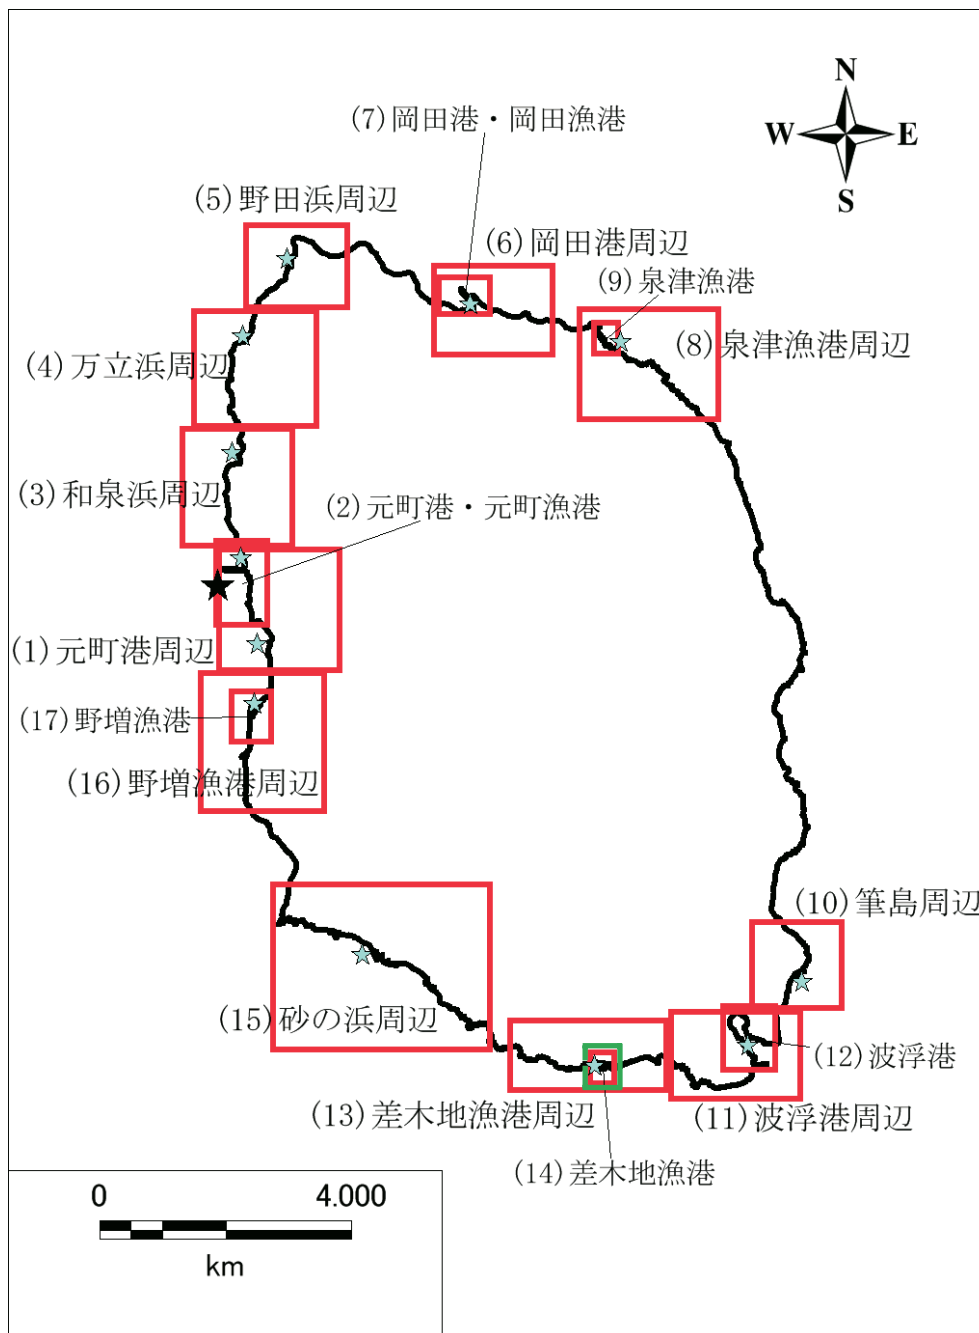 N
W
E
S
(7)岡田港・岡田漁港
(5)野田浜周辺
(6)岡田港周辺
(9)泉津漁港
(4)万立浜周辺
(8)泉津漁港周辺
(3)和泉浜周辺
(2)元町港・元町漁港
(1)元町港周辺
(17)野増漁港
(16)野増漁港周辺
(10)筆島周辺
(15)砂の浜周辺
(12)波浮港
(13)差木地漁港周辺
(11)波浮港周辺
(14)差木地漁港
0 4.000
km